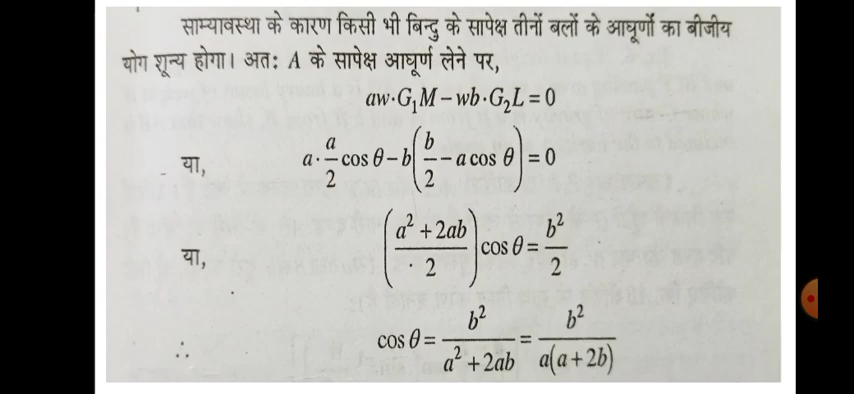 साम्यावस्था के कारण किसी भी बिन्दु के सापेक्ष तीनों बलों के आघूर्णों का बीजीय
योग शून्य होगा। अतः A के सापेक्ष आघूर्ण लेने पर,
aw·G₁M − wb·G₂L = 0
या, a·a/2 cos θ − b(b/2 − a cos θ) = 0
या, ((a² + 2ab)/2) cos θ = b²/2
∴ cos θ = b²/(a² + 2ab) = b²/(a(a + 2b))